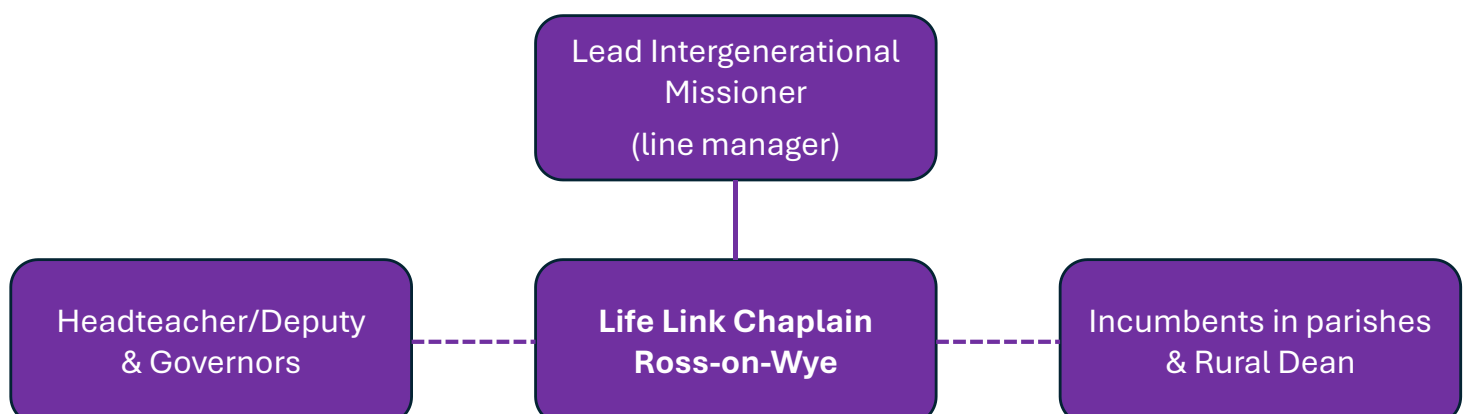 Lead Intergenerational
Missioner
(line manager)
Headteacher/Deputy
& Governors
Life Link Chaplain
Ross-on-Wye
Incumbents in parishes
& Rural Dean